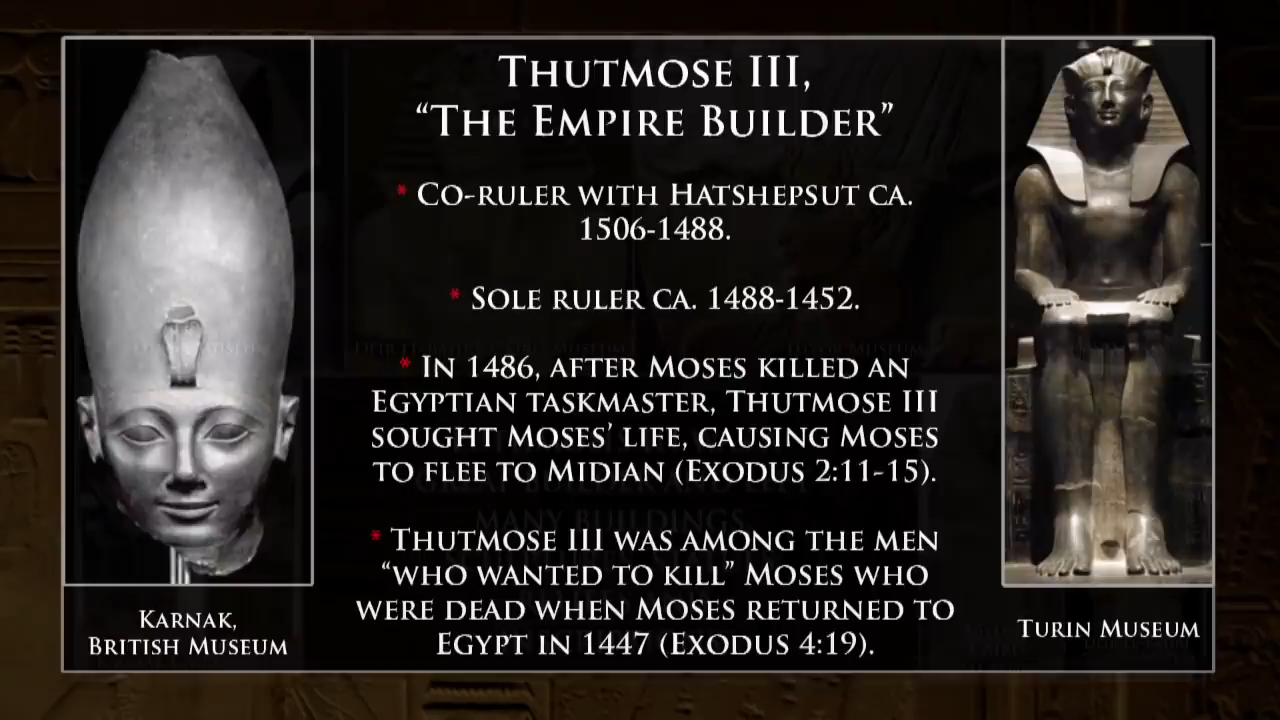 THUTMOSE III,
“THE EMPIRE BUILDER”
* CO-RULER WITH HATSHEPSUT CA.
1506-1488.
* SOLE RULER CA. 1488-1452.
* IN 1486, AFTER MOSES KILLED AN
EGYPTIAN TASKMASTER, THUTMOSE III
SOUGHT MOSES’ LIFE, CAUSING MOSES
TO FLEE TO MIDIAN (EXODUS 2:11-15).
* THUTMOSE III WAS AMONG THE MEN
“WHO WANTED TO KILL” MOSES WHO
WERE DEAD WHEN MOSES RETURNED TO
EGYPT IN 1447 (EXODUS 4:19).
KARNAK,
BRITISH MUSEUM
TURIN MUSEUM